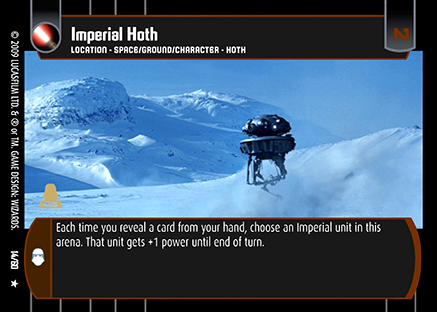 Imperial Hoth
LOCATION - SPACE/GROUND/CHARACTER - HOTH
2
Each time you reveal a card from your hand, choose an Imperial unit in this
arena. That unit gets +1 power until end of turn.
© 2009 LUCASFILM LTD. & ® or TM. GAME DESIGN: WIZARDS.
14/60